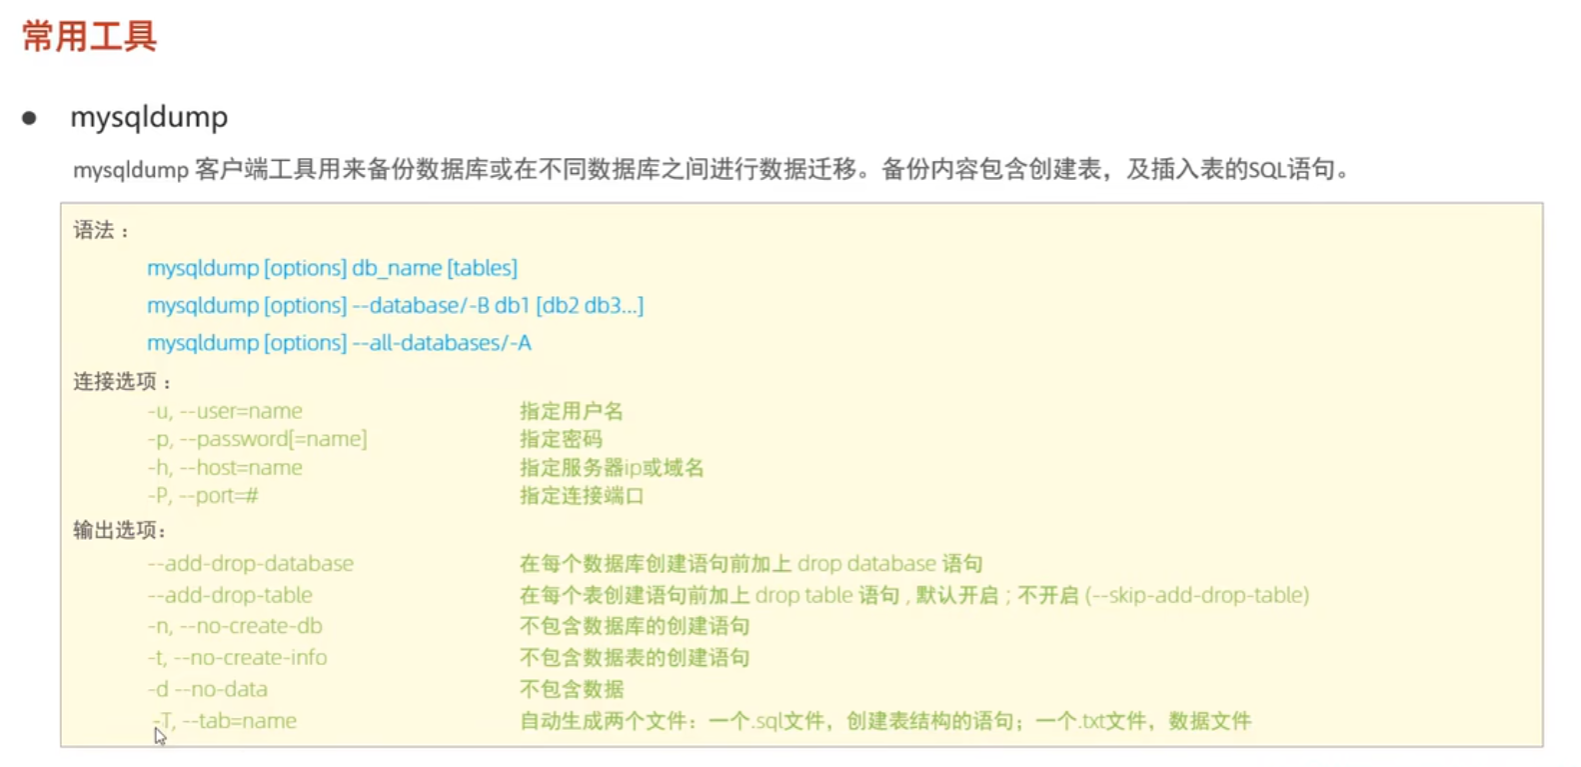 常用工具
● mysqldump
mysqldump 客户端工具用来备份数据库或在不同数据库之间进行数据迁移。备份内容包含创建表，及插入表的SQL语句。
语法：
mysqldump [options] db_name [tables]
mysqldump [options] --database/-B db1 [db2 db3...]
mysqldump [options] --all-databases/-A
连接选项：
-u, --user=name 指定用户名
-p, --password[=name] 指定密码
-h, --host=name 指定服务器ip或域名
-P, --port=# 指定连接端口
输出选项：
--add-drop-database 在每个数据库创建语句前加上 drop database 语句
--add-drop-table 在每个表创建语句前加上 drop table 语句 , 默认开启 ; 不开启 (--skip-add-drop-table)
-n, --no-create-db 不包含数据库的创建语句
-t, --no-create-info 不包含数据表的创建语句
-d --no-data 不包含数据
-T, --tab=name 自动生成两个文件：一个.sql文件，创建表结构的语句；一个.txt文件，数据文件